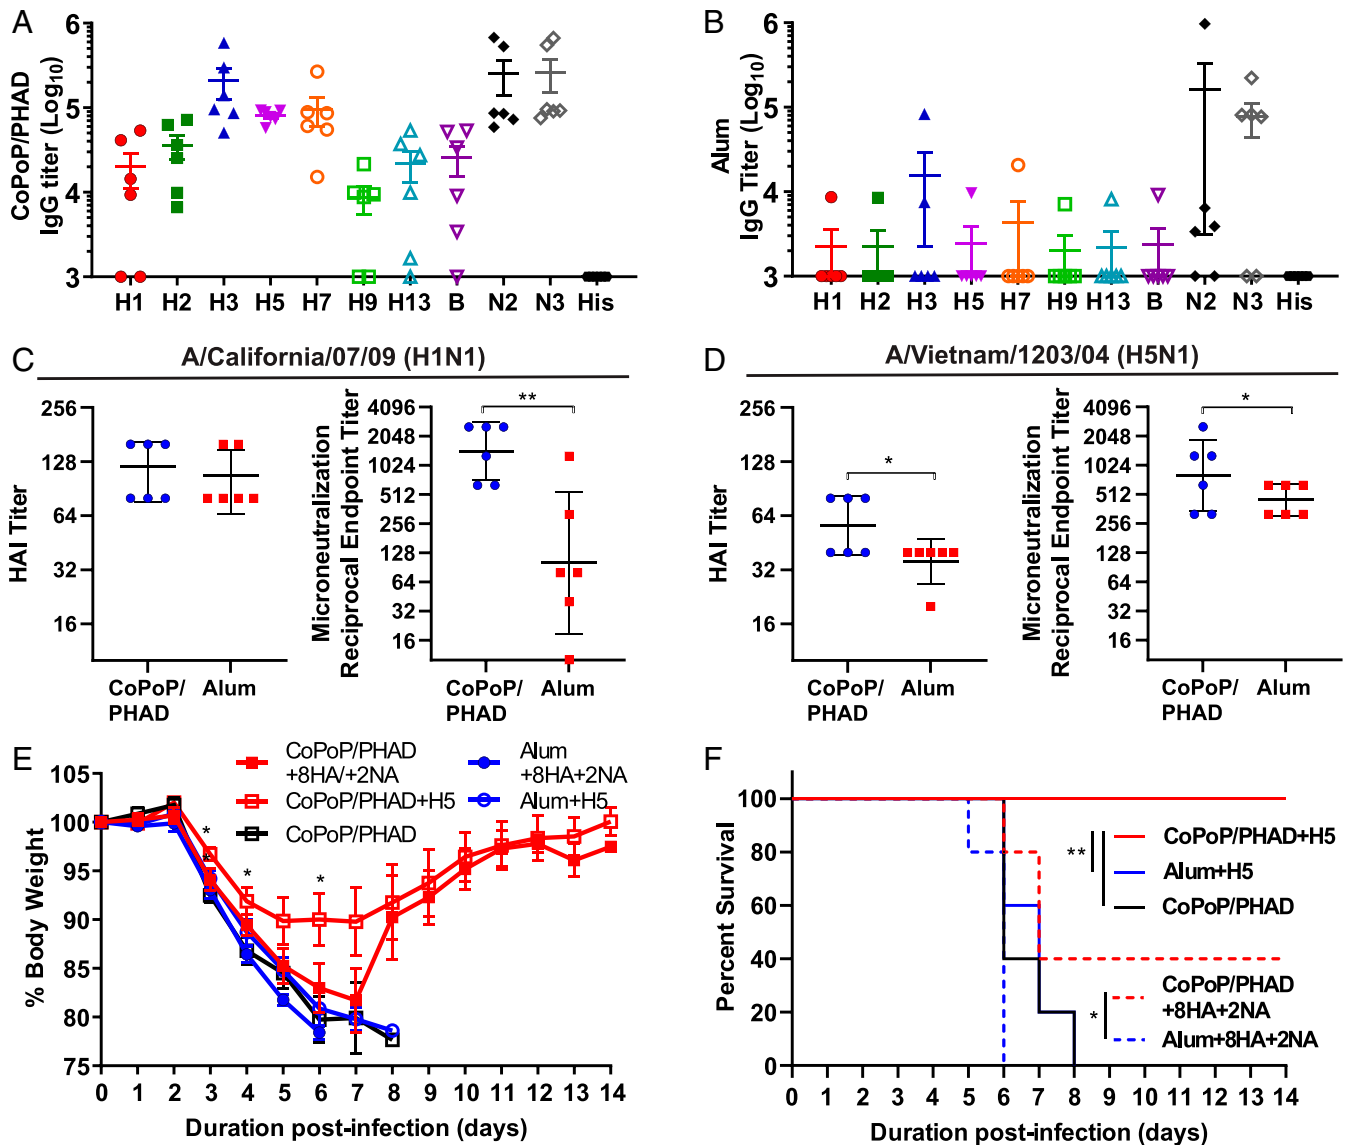 A
CoPoP/PHAD
IgG titer (Log10)
6
5
4
3
H1 H2 H3 H5 H7 H9 H13 B N2 N3 His
B
Alum
IgG Titer (Log10)
6
5
4
3
H1 H2 H3 H5 H7 H9 H13 B N2 N3 His
C
A/California/07/09 (H1N1)
HAI Titer
256
128
64
32
16
CoPoP/ Alum
PHAD
Microneutralization
Reciprocal Endpoint Titer
4096
2048
1024
512
256
128
64
32
16
**
CoPoP/ Alum
PHAD
D
A/Vietnam/1203/04 (H5N1)
HAI Titer
256
128
64
32
16
*
CoPoP/ Alum
PHAD
Microneutralization
Reciprocal Endpoint Titer
4096
2048
1024
512
256
128
64
32
16
*
CoPoP/ Alum
PHAD
E
CoPoP/PHAD
+8HA/+2NA
CoPoP/PHAD+H5
CoPoP/PHAD
Alum
+8HA+2NA
Alum+H5
% Body Weight
105
100
95
90
85
80
75
* * * *
0 1 2 3 4 5 6 7 8 9 10 11 12 13 14
Duration post-infection (days)
F
Percent Survival
100
80
60
40
20
0
CoPoP/PHAD+H5
** Alum+H5
CoPoP/PHAD
CoPoP/PHAD
+8HA+2NA
* Alum+8HA+2NA
0 1 2 3 4 5 6 7 8 9 10 11 12 13 14
Duration post-infection (days)